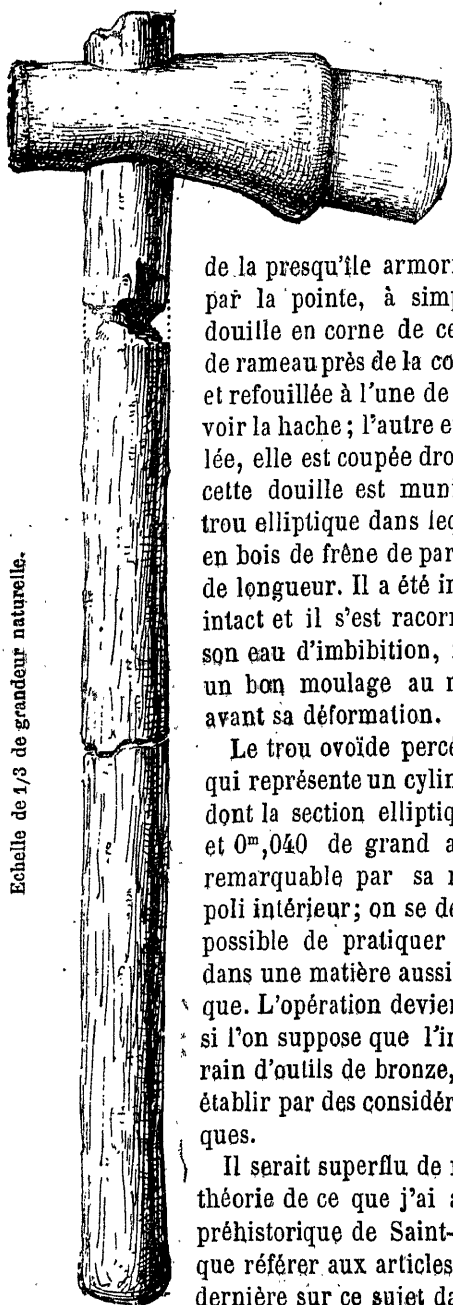 Echelle de 1/3 de grandeur naturelle.
de la presqu'île armori
par la pointe, à sim
douille en corne de ce
de rameau près de la co
et refouillée à l'une de
voir la hache ; l'autre e
lée, elle est coupée dro
cette douille est mun
trou elliptique dans leq
en bois de frêne de par
de longueur. Il a été in
intact et il s'est racor
son eau d'imbibition,
un bon moulage au
avant sa déformation.
Le trou ovoïde percé
qui représente un cylin
dont la section elliptiq
et 0ᵐ,040 de grand a
remarquable par sa
poli intérieur; on se de
possible de pratiquer
dans une matière aussi
que. L'opération devien
si l'on suppose que l'in
rain d'outils de bronze,
établir par des considér
ques.
Il serait superflu de
théorie de ce que j'ai a
préhistorique de Saint-
que référer aux articles
dernière sur ce sujet da